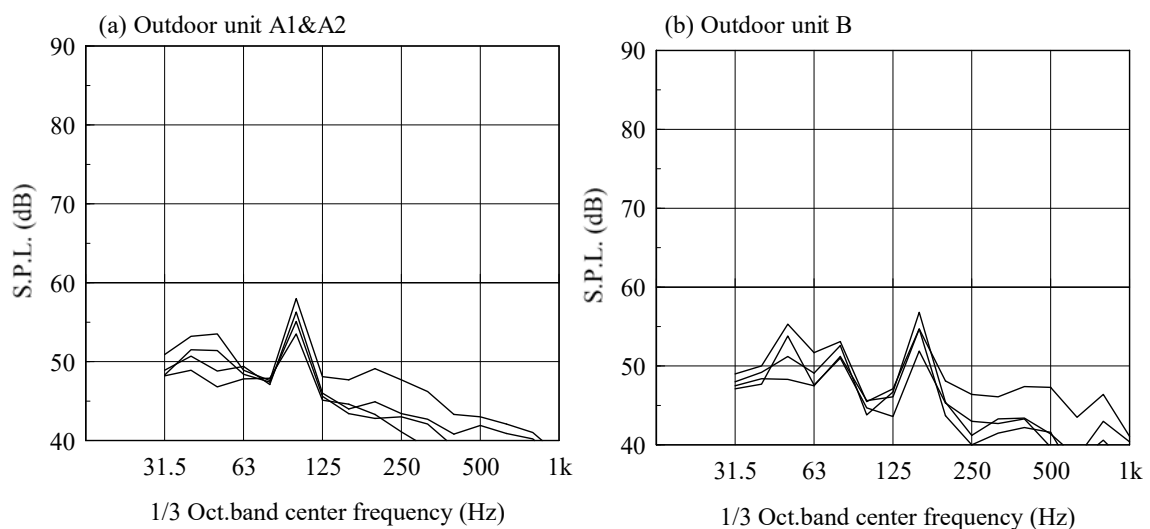 (a) Outdoor unit A1&A2
90
80
70
60
50
40
S.P.L. (dB)
31.5 63 125 250 500 1k
1/3 Oct.band center frequency (Hz)
(b) Outdoor unit B
90
80
70
60
50
40
S.P.L. (dB)
31.5 63 125 250 500 1k
1/3 Oct.band center frequency (Hz)